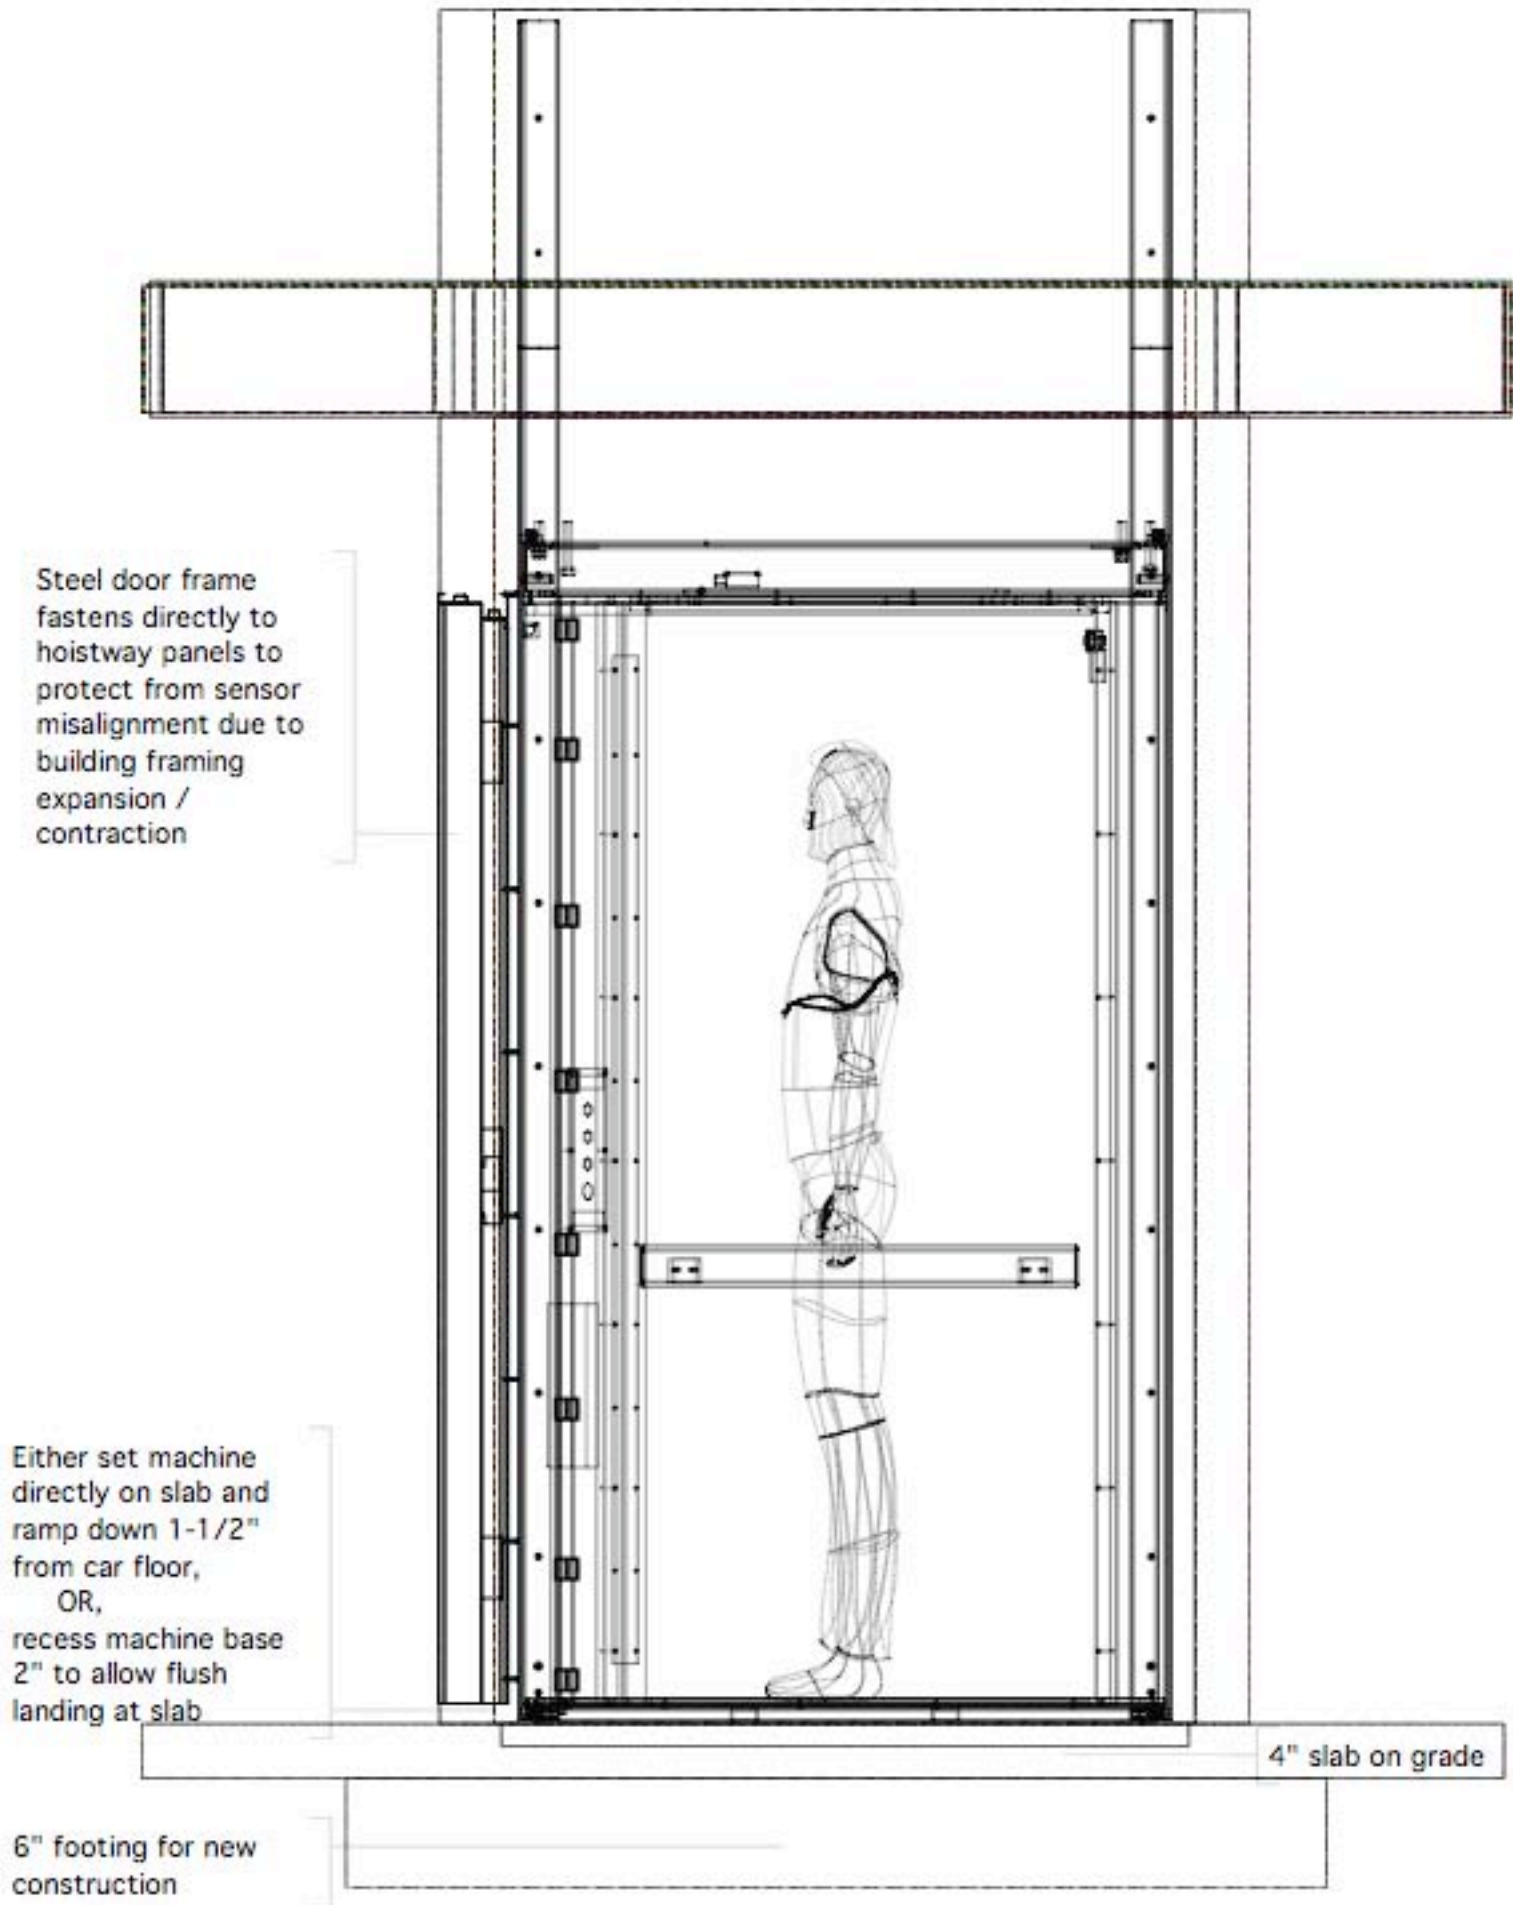 Steel door frame
fastens directly to
hoistway panels to
protect from sensor
misalignment due to
building framing
expansion /
contraction
Either set machine
directly on slab and
ramp down 1-1/2"
from car floor,
OR,
recess machine base
2" to allow flush
landing at slab
4" slab on grade
6" footing for new
construction